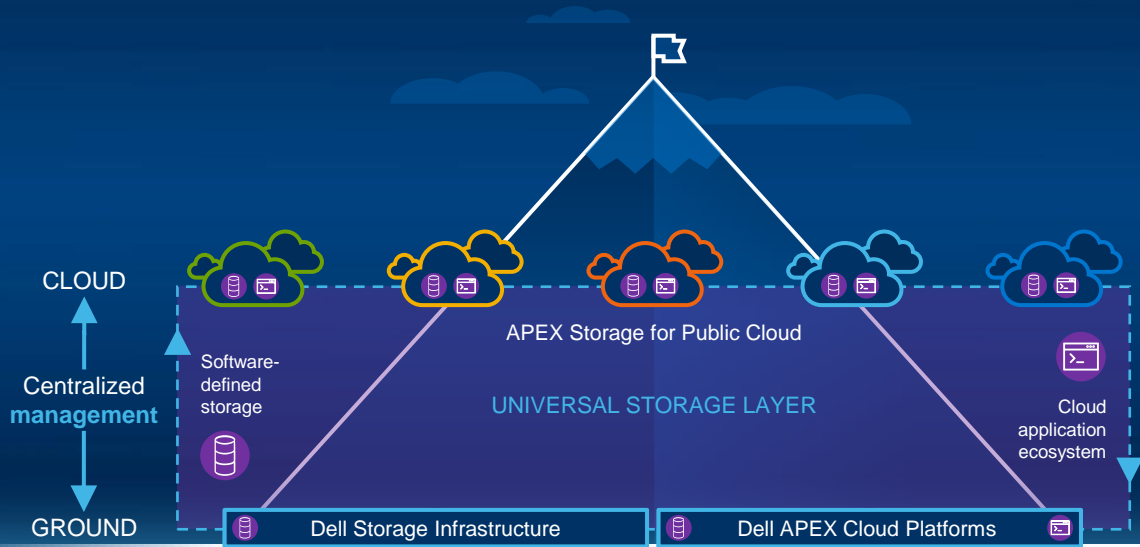 CLOUD
APEX Storage for Public Cloud
Software-
defined
storage
Centralized
management
UNIVERSAL STORAGE LAYER
Cloud
application
ecosystem
GROUND
Dell Storage Infrastructure
Dell APEX Cloud Platforms